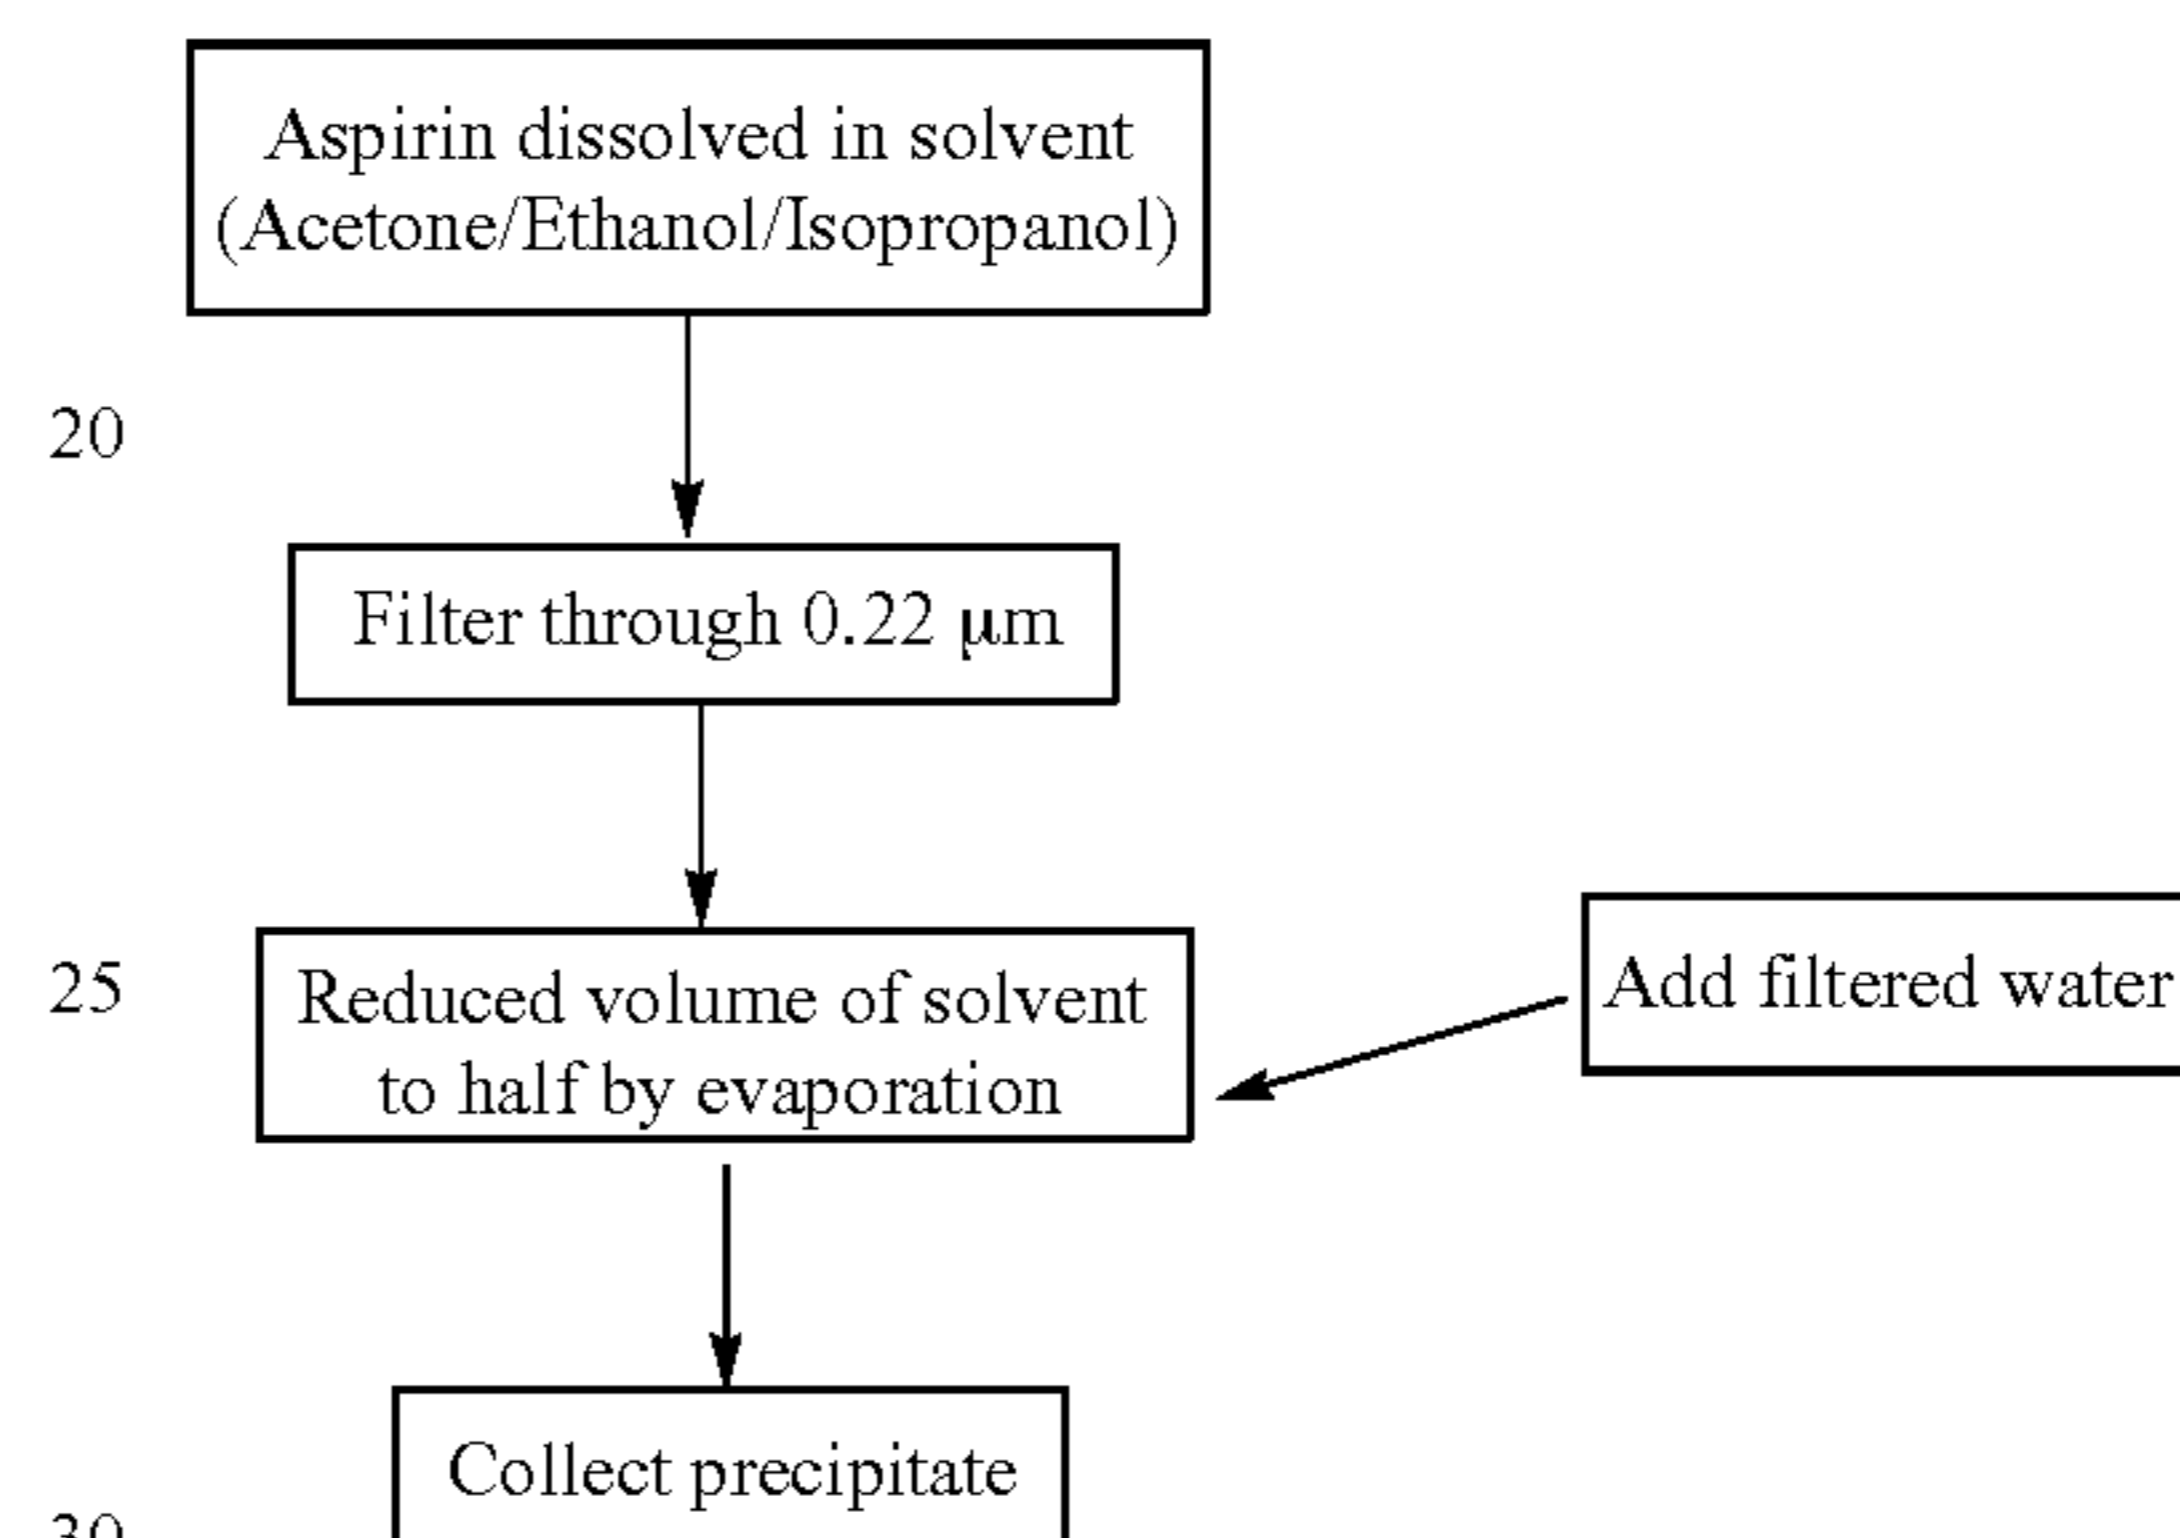 Aspirin dissolved in solvent
(Acetone/Ethanol/Isopropanol)
20
Filter through 0.22 μm
25
Reduced volume of solvent
to half by evaporation
Add filtered water
Collect precipitate
30